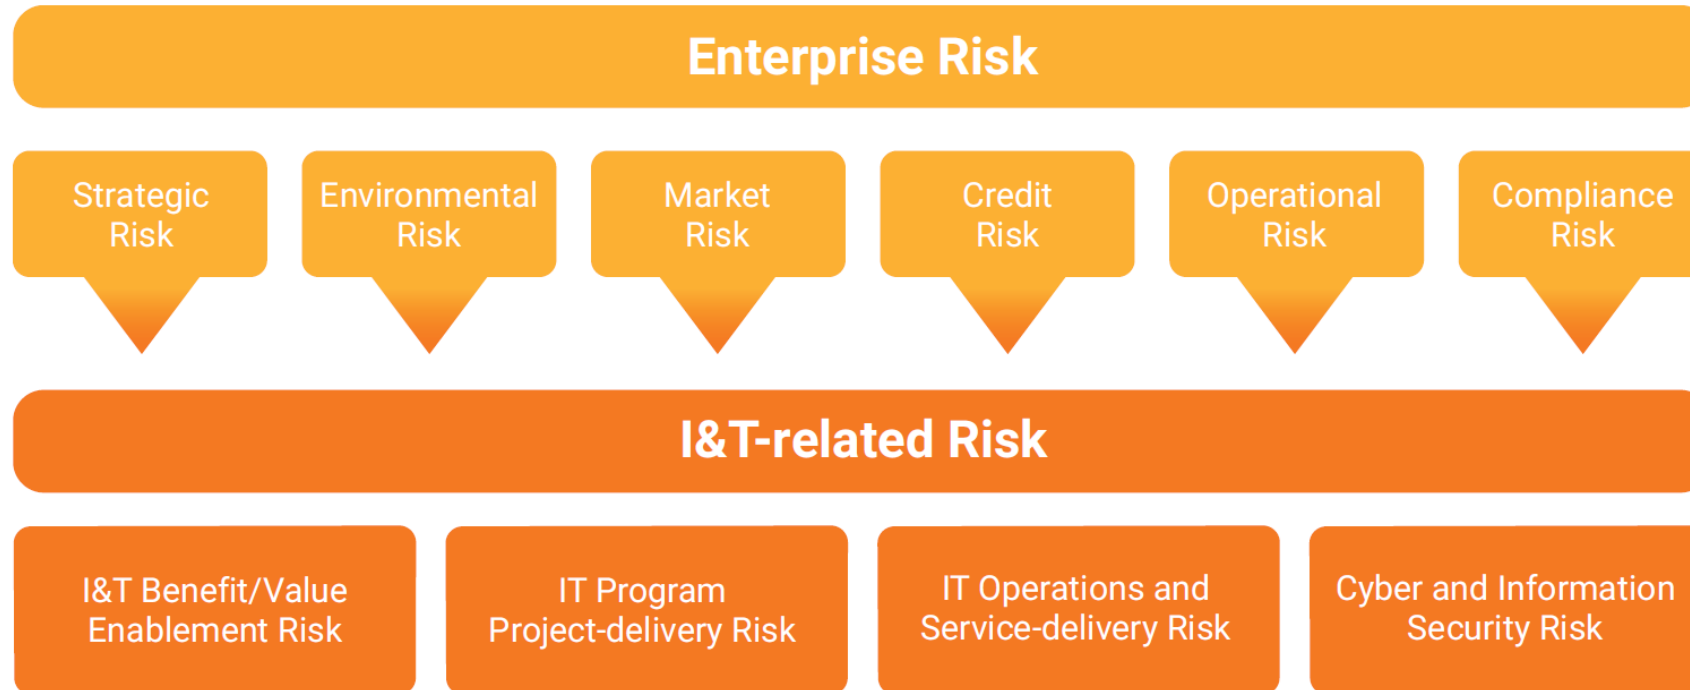 Enterprise Risk
Strategic
Risk
Environmental
Risk
Market
Risk
Credit
Risk
Operational
Risk
Compliance
Risk
I&T-related Risk
I&T Benefit/Value
Enablement Risk
IT Program
Project-delivery Risk
IT Operations and
Service-delivery Risk
Cyber and Information
Security Risk